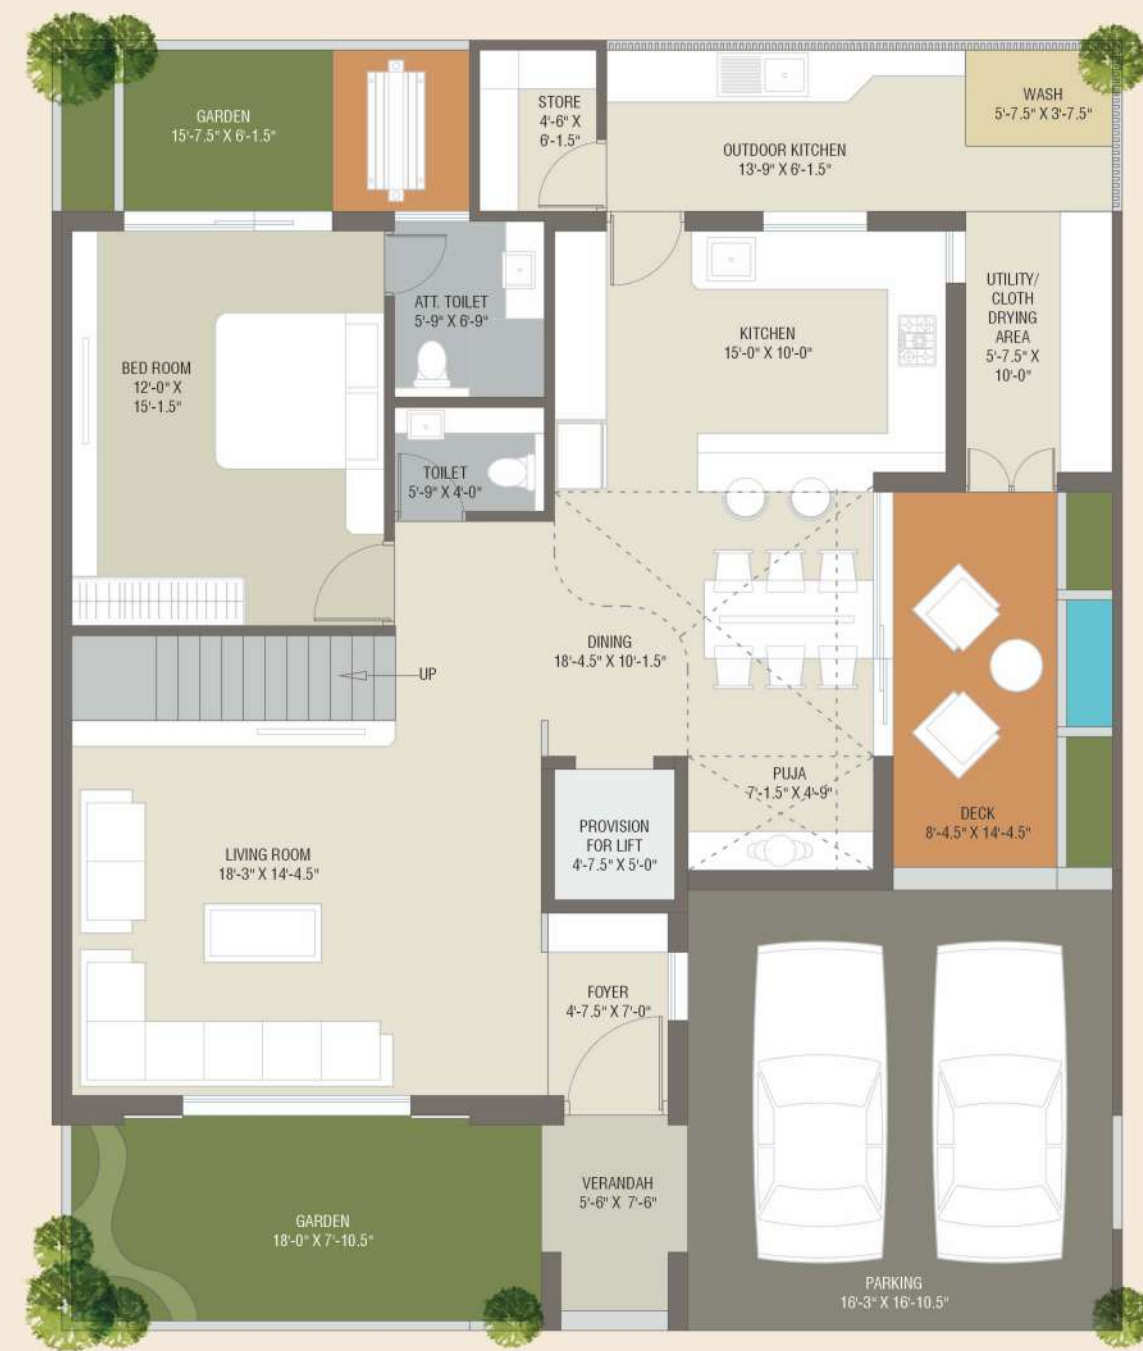 GARDEN
15'-7.5" X 6'-1.5"
STORE
4'-6" X
6'-1.5"
WASH
5'-7.5" X 3'-7.5"
OUTDOOR KITCHEN
13'-9" X 6'-1.5"
UTILITY/
CLOTH
DRYING
AREA
5'-7.5" X
10'-0"
ATT. TOILET
5'-9" X 6'-9"
KITCHEN
15'-0" X 10'-0"
BED ROOM
12'-0" X
15'-1.5"
TOILET
5'-9" X 4'-0"
DINING
18'-4.5" X 10'-1.5"
UP
PUJA
7'-1.5" X 4'-9"
DECK
8'-4.5" X 14'-4.5"
PROVISION
FOR LIFT
4'-7.5" X 5'-0"
LIVING ROOM
18'-3" X 14'-4.5"
FOYER
4'-7.5" X 7'-0"
VERANDAH
5'-6" X 7'-6"
GARDEN
18'-0" X 7'-10.5"
PARKING
16'-3" X 16'-10.5"